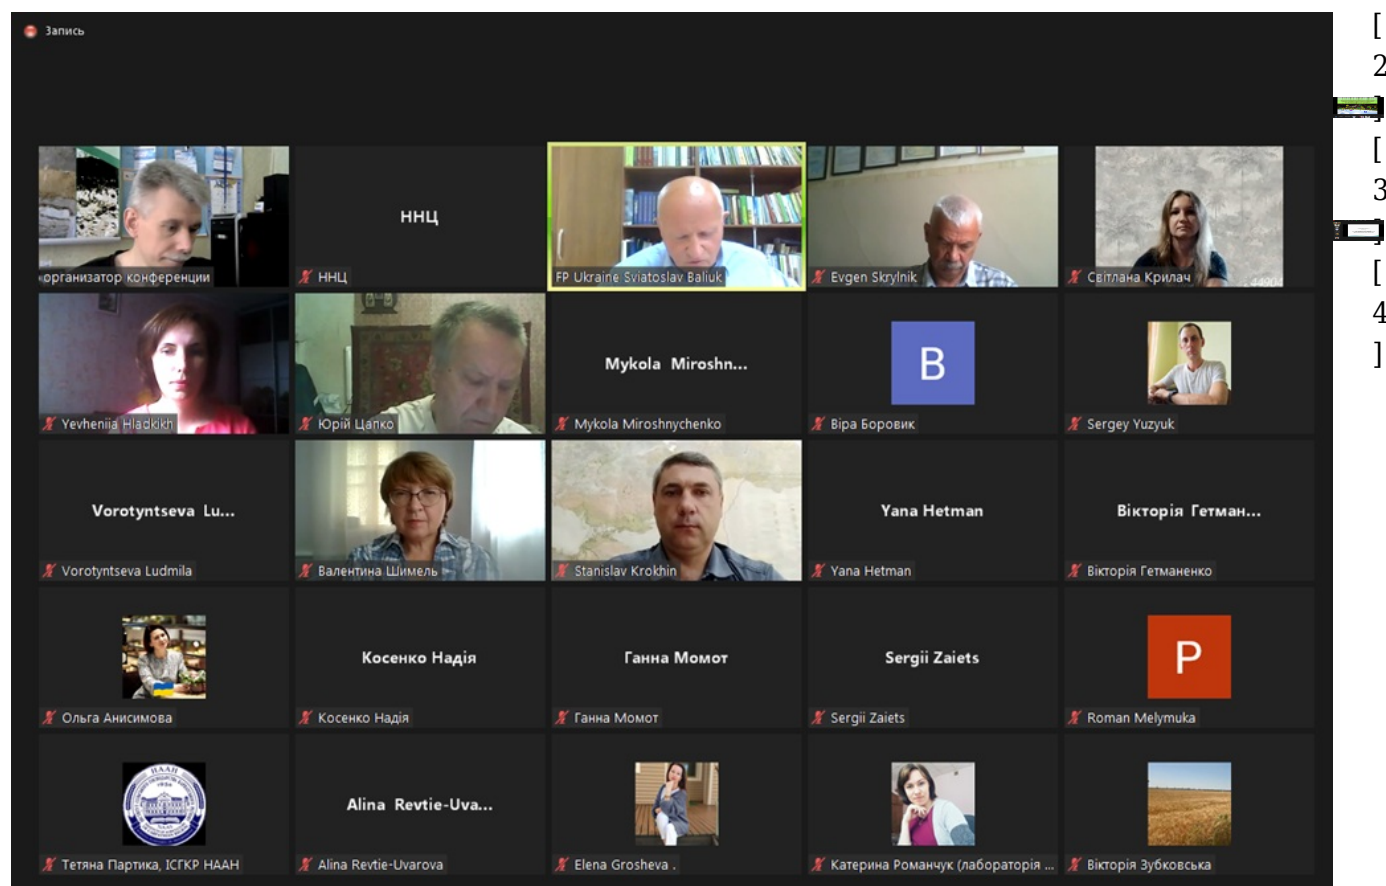 Запись
[
2
]
[
3
]
[
4
]
организатор конференции
ННЦ
ННЦ
FP Ukraine Sviatoslav Baliuk
Evgen Skrylnik
Світлана Крилач
Yevheniia Hladkikh
Юрій Цапко
Mykola Miroshn...
Mykola Miroshnychenko
В
Віра Боровик
Sergey Yuzyuk
Vorotyntseva Lu...
Vorotyntseva Ludmila
Валентина Шимель
Stanislav Krokhin
Yana Hetman
Yana Hetman
Вікторія Гетман...
Вікторія Гетманенко
Ольга Анисимова
Косенко Надія
Косенко Надія
Ганна Момот
Ганна Момот
Sergii Zaiets
Sergii Zaiets
P
Roman Melymuka
НААН
Тетяна Партика, ІСГКР НААН
Alina Revtie-Uva...
Alina Revtie-Uvarova
Elena Grosheva .
Катерина Романчук (лабораторія ...
Вікторія Зубковська